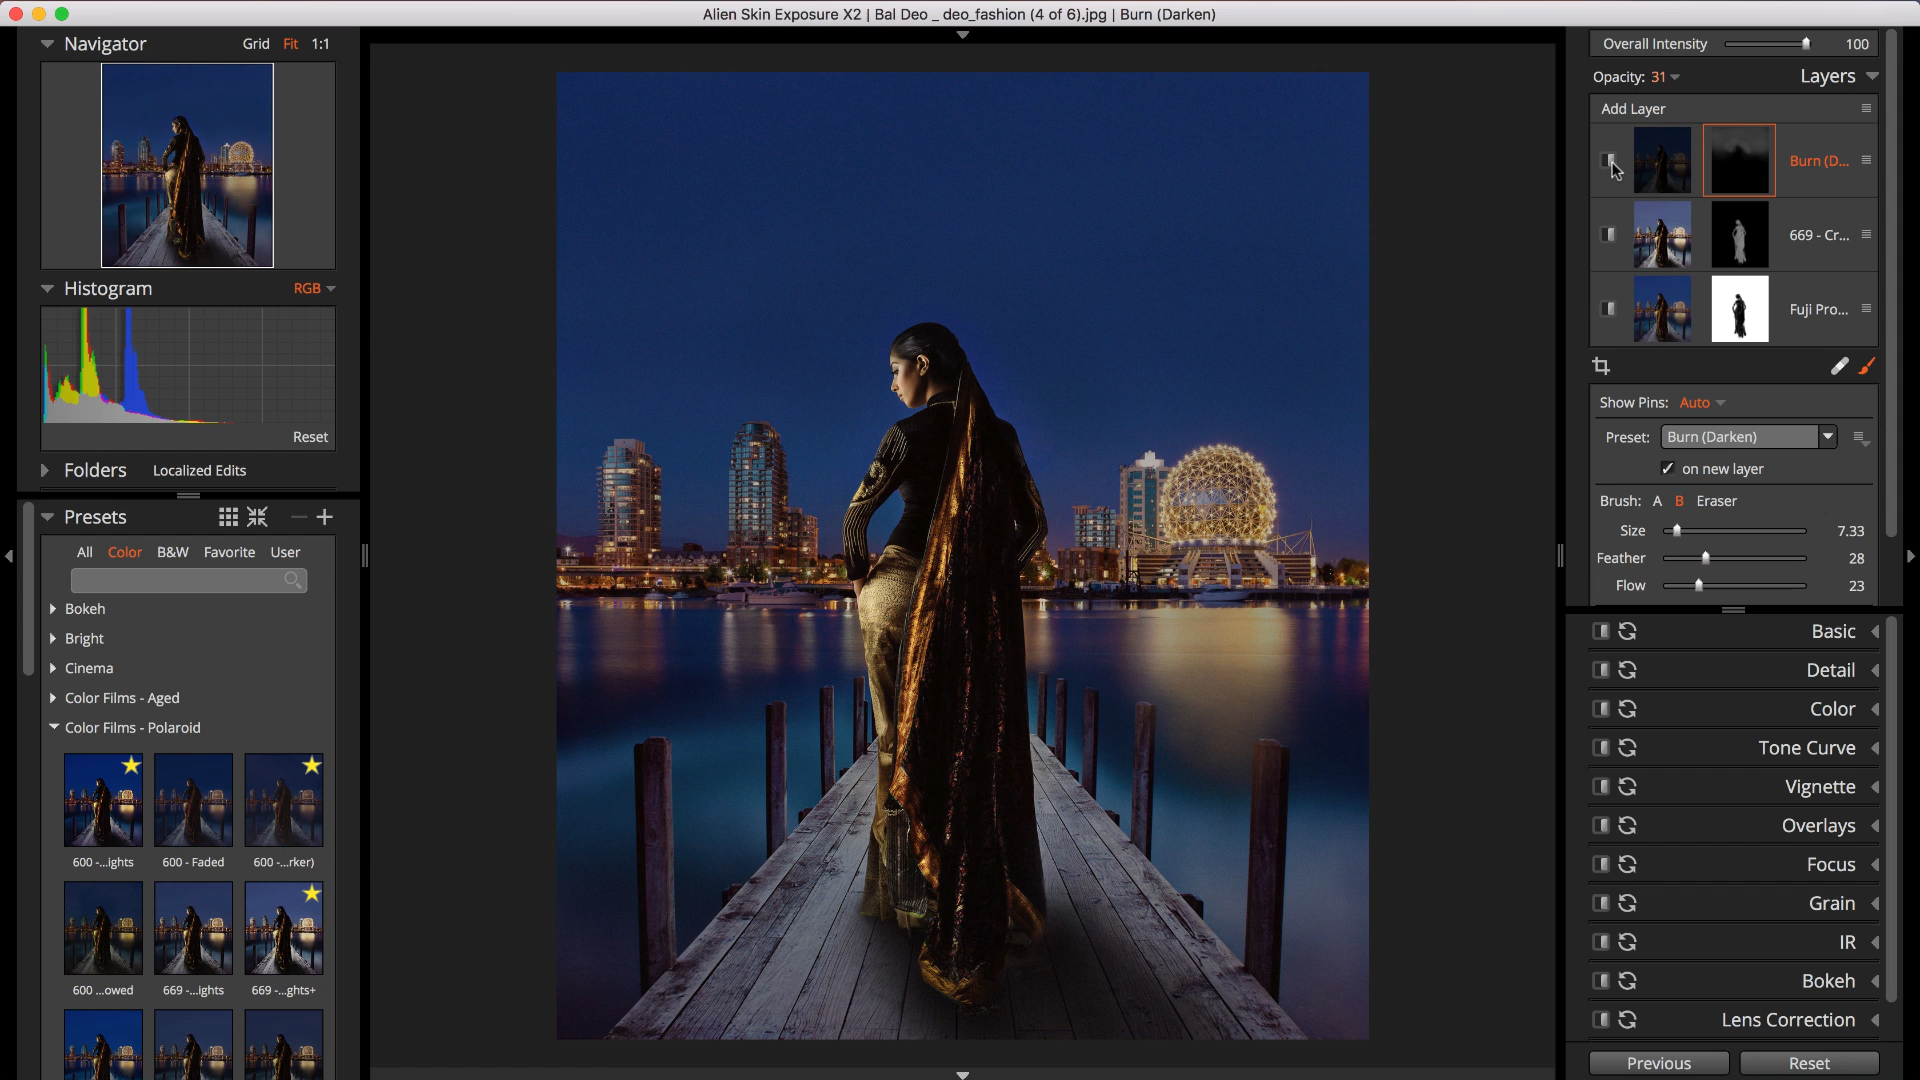 Alien Skin Exposure X2 | Bal Deo _ deo_fashion (4 of 6).jpg | Burn (Darken)
Navigator Grid Fit 1:1
Histogram RGB
Reset
Folders Localized Edits
Presets
All Color B&W Favorite User
Bokeh
Bright
Cinema
Color Films - Aged
Color Films - Polaroid
600 -...ights 600 - Faded 600 -...rker)
600 ...owed 669 -...ights 669 -...ghts+
Overall Intensity 100
Opacity: 31 Layers
Add Layer
Burn (D...
669 - Cr...
Fuji Pro...
Show Pins: Auto
Preset: Burn (Darken)
on new layer
Brush: A B Eraser
Size 7.33
Feather 28
Flow 23
Basic
Detail
Color
Tone Curve
Vignette
Overlays
Focus
Grain
IR
Bokeh
Lens Correction
Previous Reset